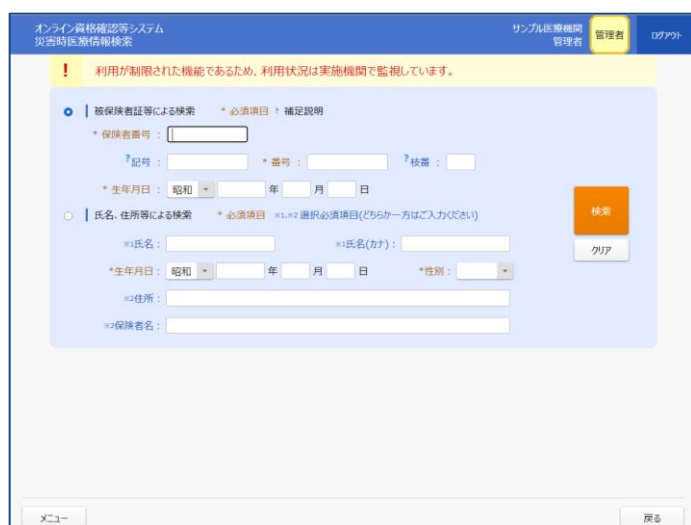 オンライン資格確認等システム
災害時医療情報検索
サンプル医療機関
管理者
管理者
ログアウト
! 利用が制限された機能であるため、利用状況は実施機関で監視しています。
被保険者証等による検索 * 必須項目 ? 補足説明
* 保険者番号 :
?記号 : * 番号 : ?枝番 :
* 生年月日 : 昭和 年 月 日
氏名、住所等による検索 * 必須項目 ※1,※2 選択必須項目(どちらか一方はご入力ください)
※1氏名 : ※1氏名(カナ) :
*生年月日 : 昭和 年 月 日 *性別 :
※2住所 :
※2保険者名 :
検索
クリア
メニュー 戻る